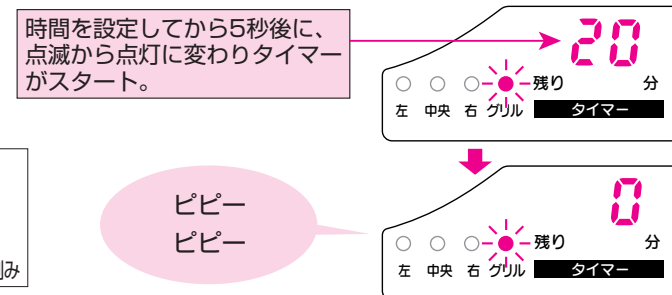 時間を設定してから5秒後に、
点滅から点灯に変わりタイマー
がスタート。
20
残り 分
左 中央 右 グリル タイマー
ピピー
ピピー
0
残り 分
左 中央 右 グリル タイマー
み